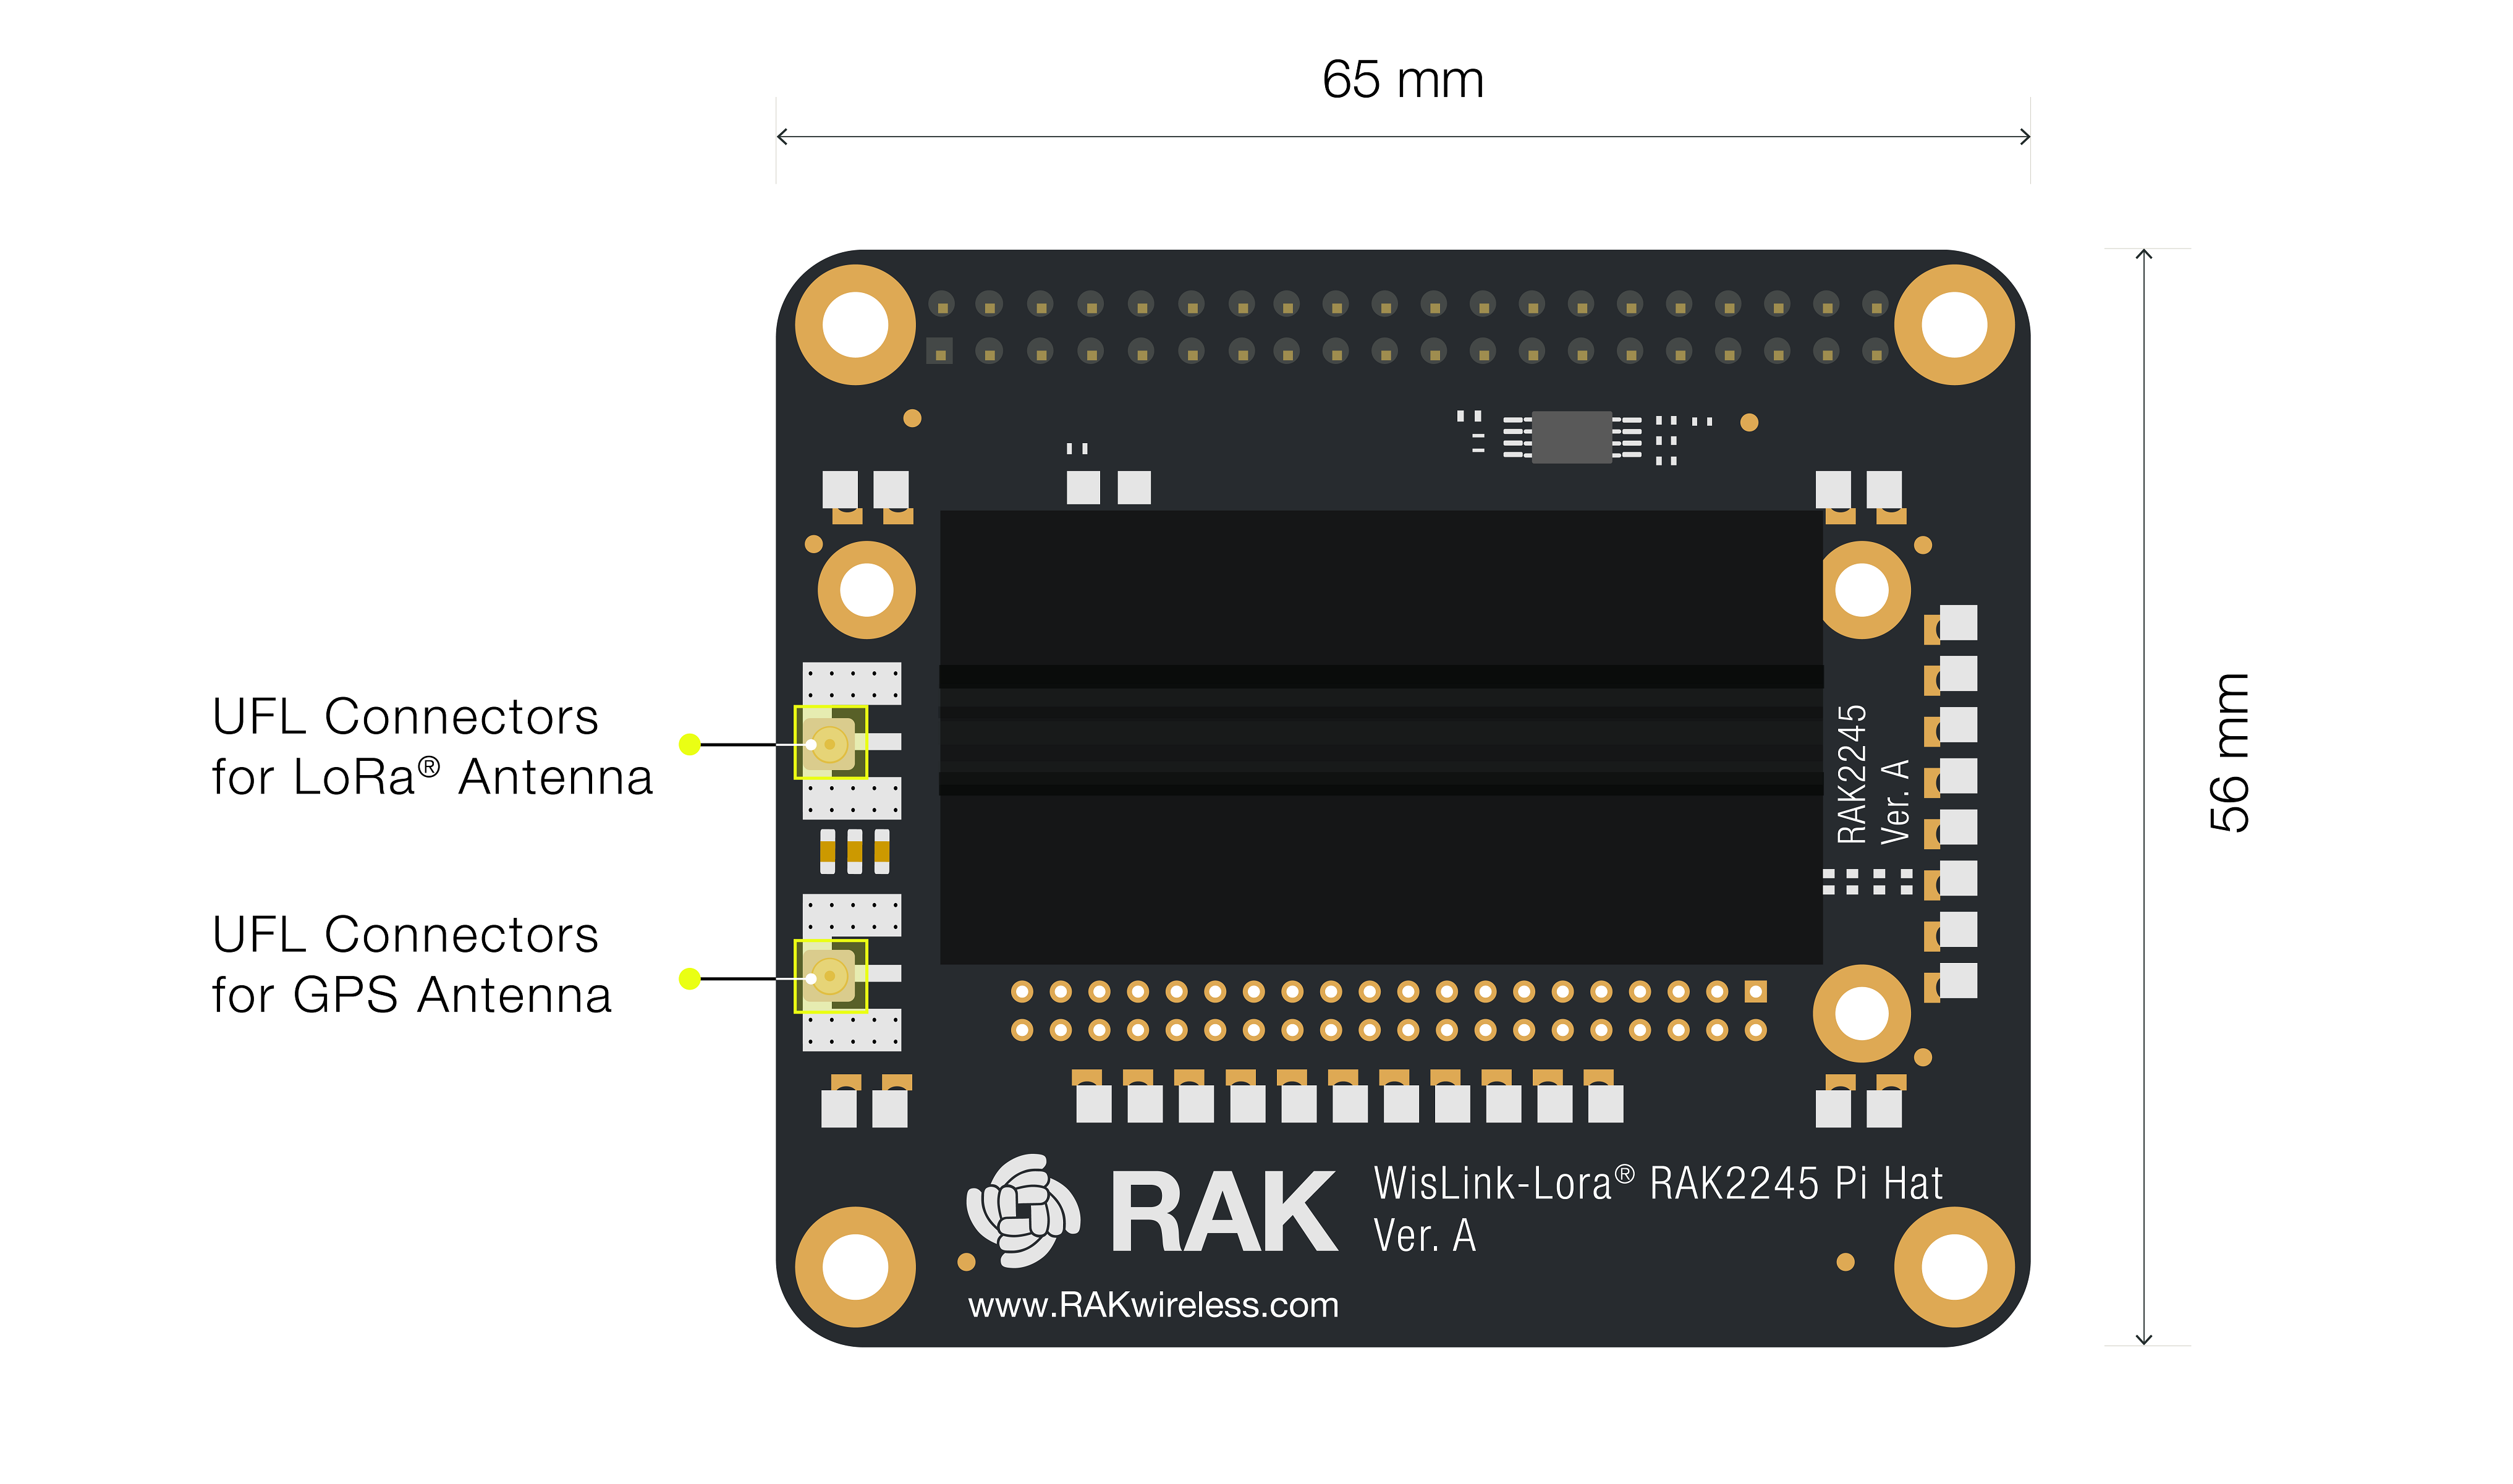 65 mm
56 mm
UFL Connectors
for LoRa® Antenna
UFL Connectors
for GPS Antenna
RAK2245
Ver. A
RAK
WisLink-Lora® RAK2245 Pi Hat
Ver. A
www.RAKwireless.com